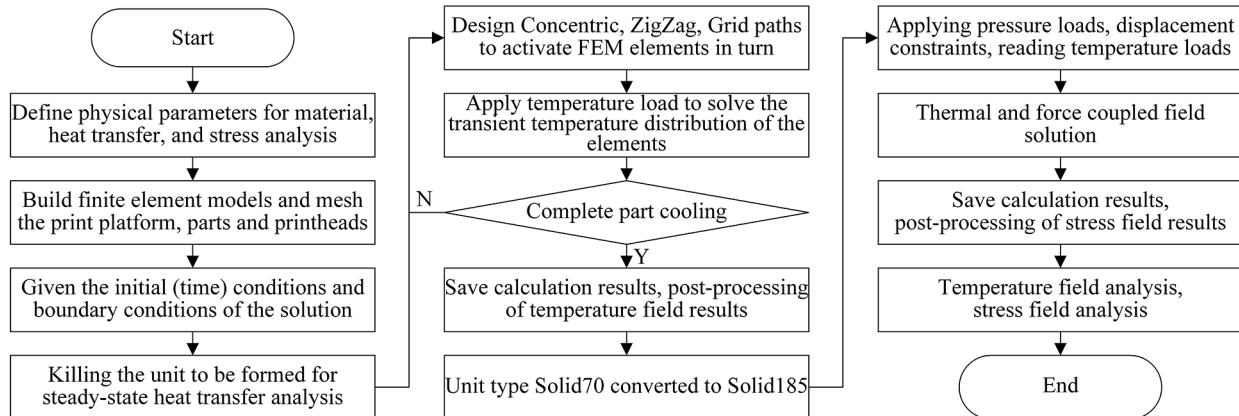 Start
Define physical parameters for material,
heat transfer, and stress analysis
Build finite element models and mesh
the print platform, parts and printheads
Given the initial (time) conditions and
boundary conditions of the solution
Killing the unit to be formed for
steady-state heat transfer analysis
Design Concentric, ZigZag, Grid paths
to activate FEM elements in turn
Apply temperature load to solve the
transient temperature distribution of the
elements
N
Complete part cooling
Y
Save calculation results, post-processing
of temperature field results
Unit type Solid70 converted to Solid185
Applying pressure loads, displacement
constraints, reading temperature loads
Thermal and force coupled field
solution
Save calculation results,
post-processing of stress field results
Temperature field analysis,
stress field analysis
End